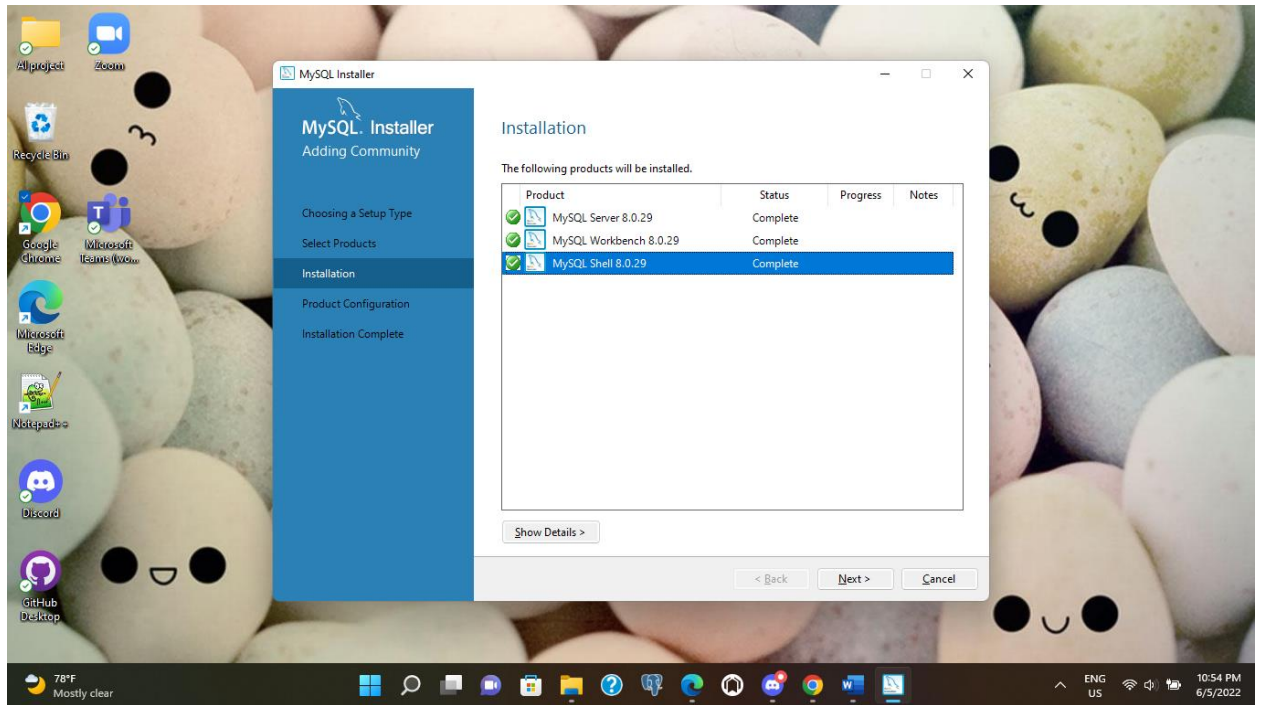 All project
Zoom
Recycle Bin
Google
Chrome
Microsoft
Teams (wo...
Microsoft
Edge
Notepad++
Discord
GitHub
Desktop
MySQL Installer
MySQL. Installer
Adding Community
Choosing a Setup Type
Select Products
Installation
Product Configuration
Installation Complete
Installation
The following products will be installed.
Product Status Progress Notes
MySQL Server 8.0.29 Complete
MySQL Workbench 8.0.29 Complete
MySQL Shell 8.0.29 Complete
Show Details >
< Back Next > Cancel
78°F
Mostly clear
ENG
US
10:54 PM
6/5/2022